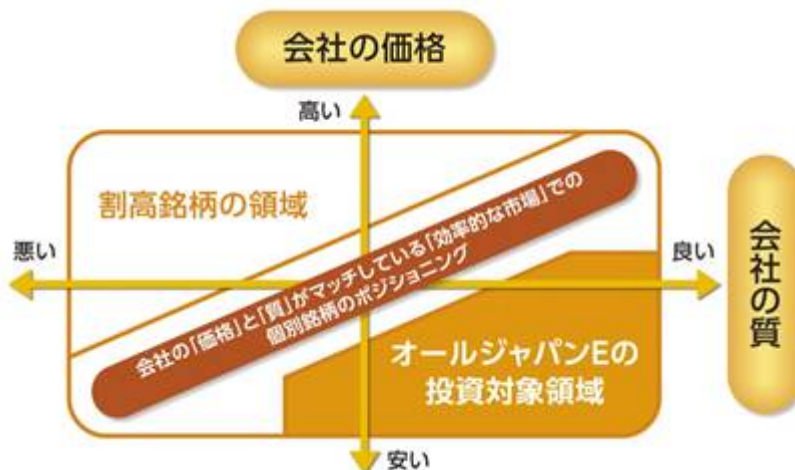 会社の価格
高い
割高銘柄の領域
悪い
良い
会社の質
会社の「価格」と「質」がマッチしている「効率的な市場」での
個別銘柄のポジショニング
オールジャパンEの
投資対象領域
安い